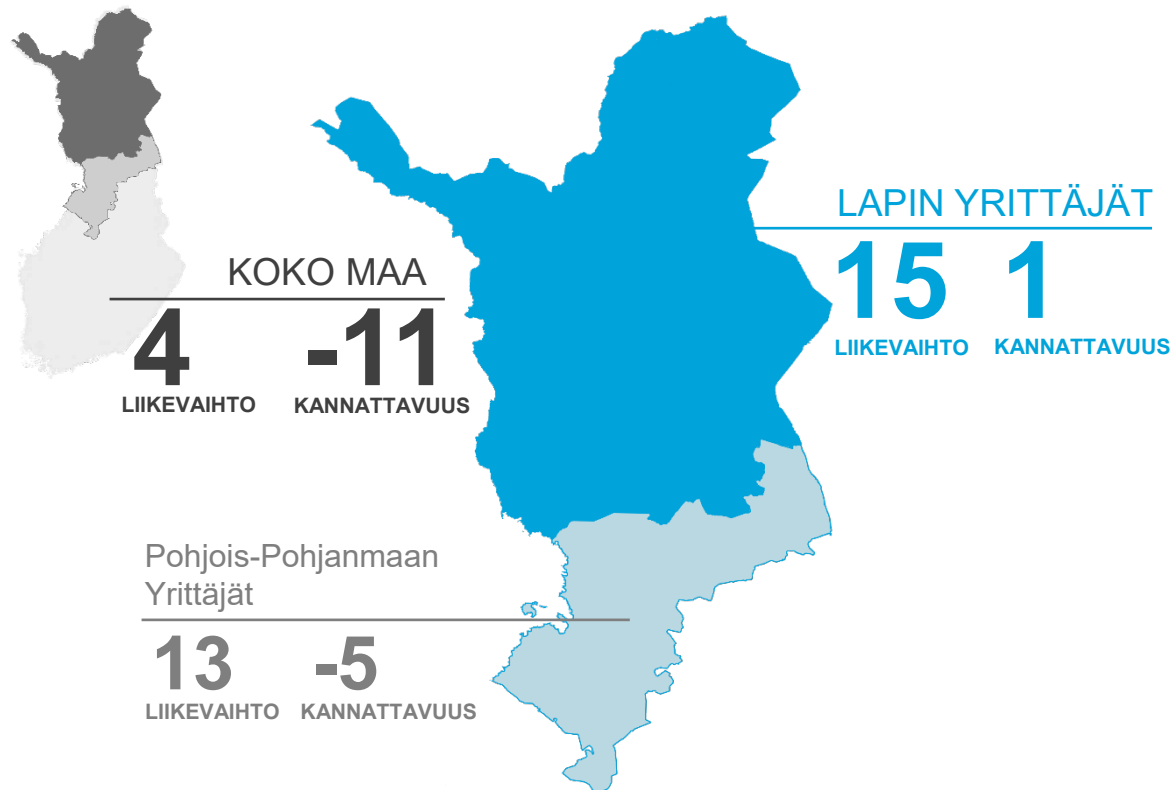 LAPIN YRITTÄJÄT
15 1
LIIKEVAIHTO KANNATTAVUUS
KOKO MAA
4 -11
LIIKEVAIHTO KANNATTAVUUS
Pohjois-Pohjanmaan
Yrittäjät
13 -5
LIIKEVAIHTO KANNATTAVUUS